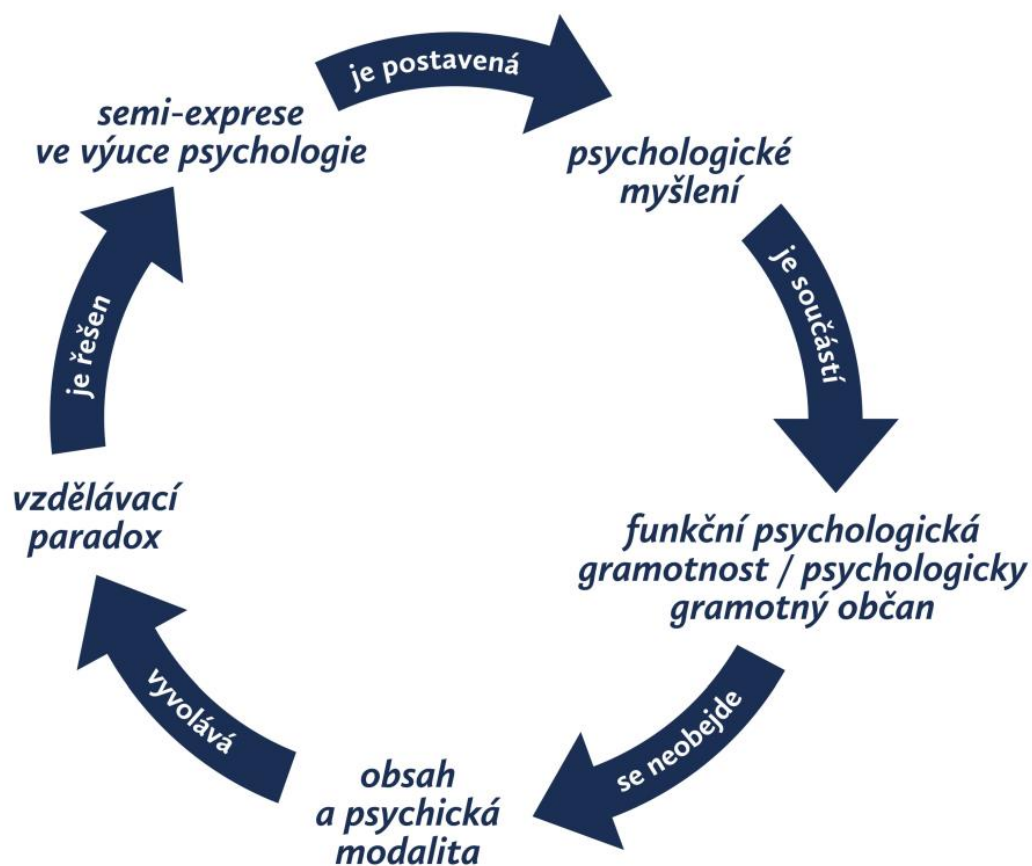 je postavená
semi-exprese
ve výuce psychologie
psychologické
myšlení
je součástí
funkční psychologická
gramotnost / psychologicky
gramotný občan
se neobejde
obsah
a psychická
modalita
vyvolává
vzdělávací
paradox
je řešen